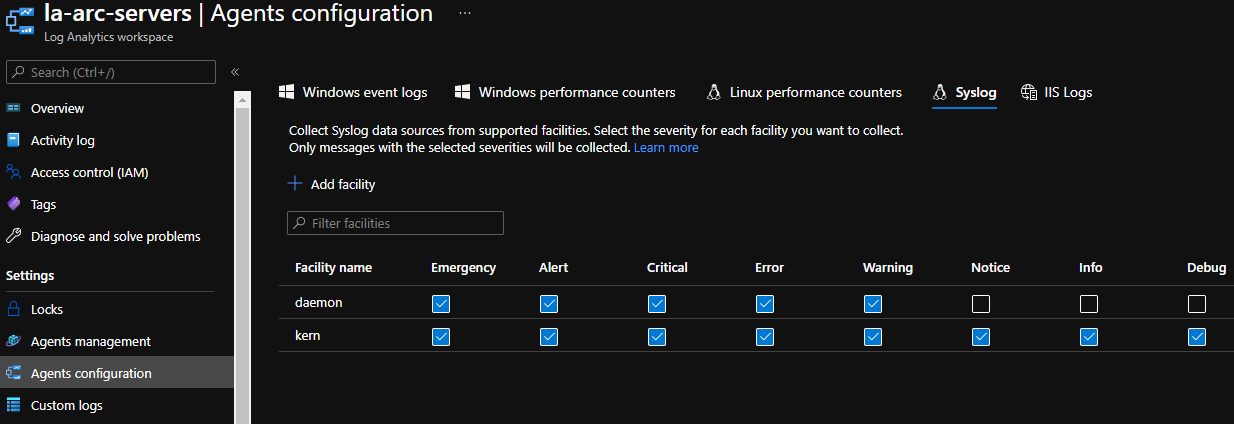 la-arc-servers | Agents configuration ...
Log Analytics workspace
Search (Ctrl+/)
«
Overview
Activity log
Access control (IAM)
Tags
Diagnose and solve problems
Settings
Locks
Agents management
Agents configuration
Custom logs
Windows event logs Windows performance counters Linux performance counters Syslog IIS Logs
Collect Syslog data sources from supported facilities. Select the severity for each facility you want to collect.
Only messages with the selected severities will be collected. Learn more
Add facility
Filter facilities
Facility name Emergency Alert Critical Error Warning Notice Info Debug
daemon
kern